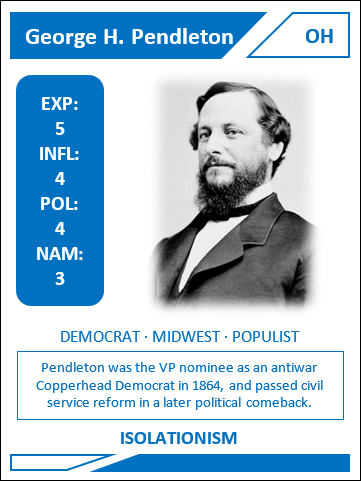 George H. Pendleton
OH
EXP:
5
INFL:
4
POL:
4
NAM:
3
DEMOCRAT · MIDWEST · POPULIST
Pendleton was the VP nominee as an antiwar
Copperhead Democrat in 1864, and passed civil
service reform in a later political comeback.
ISOLATIONISM